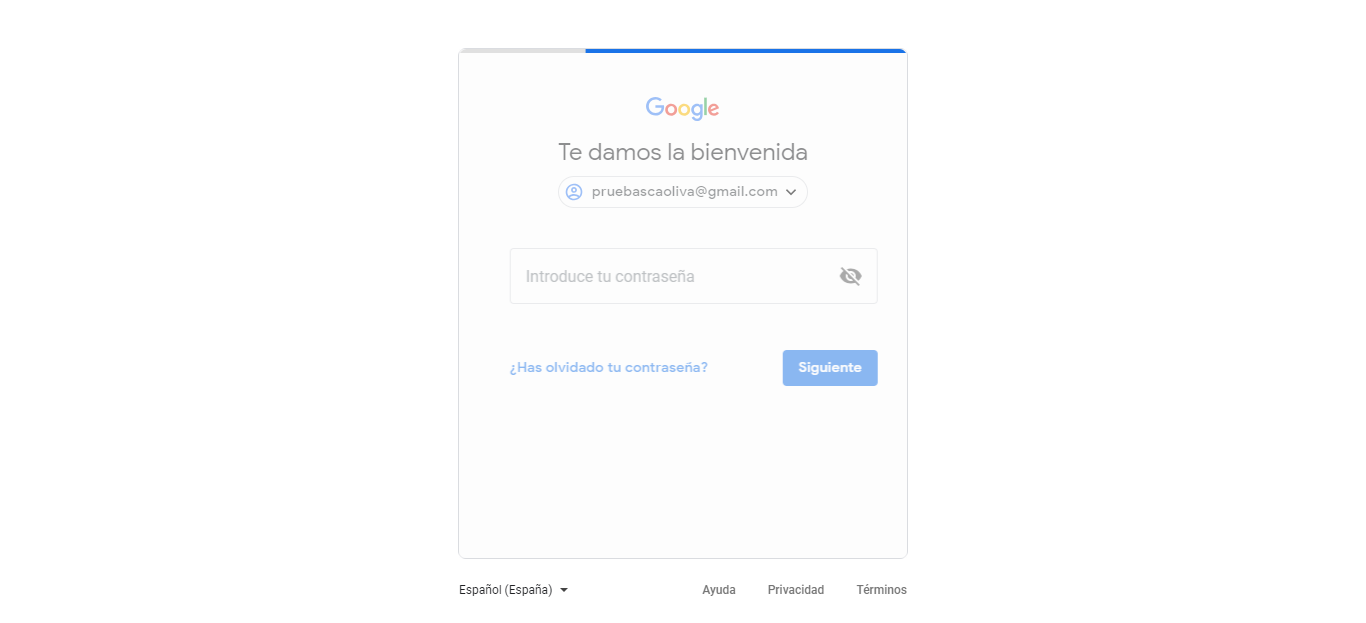 Google
Te damos la bienvenida
pruebascaoliva@gmail.com
Introduce tu contraseña
¿Has olvidado tu contraseña? Siguiente
Español (España) Ayuda Privacidad Términos